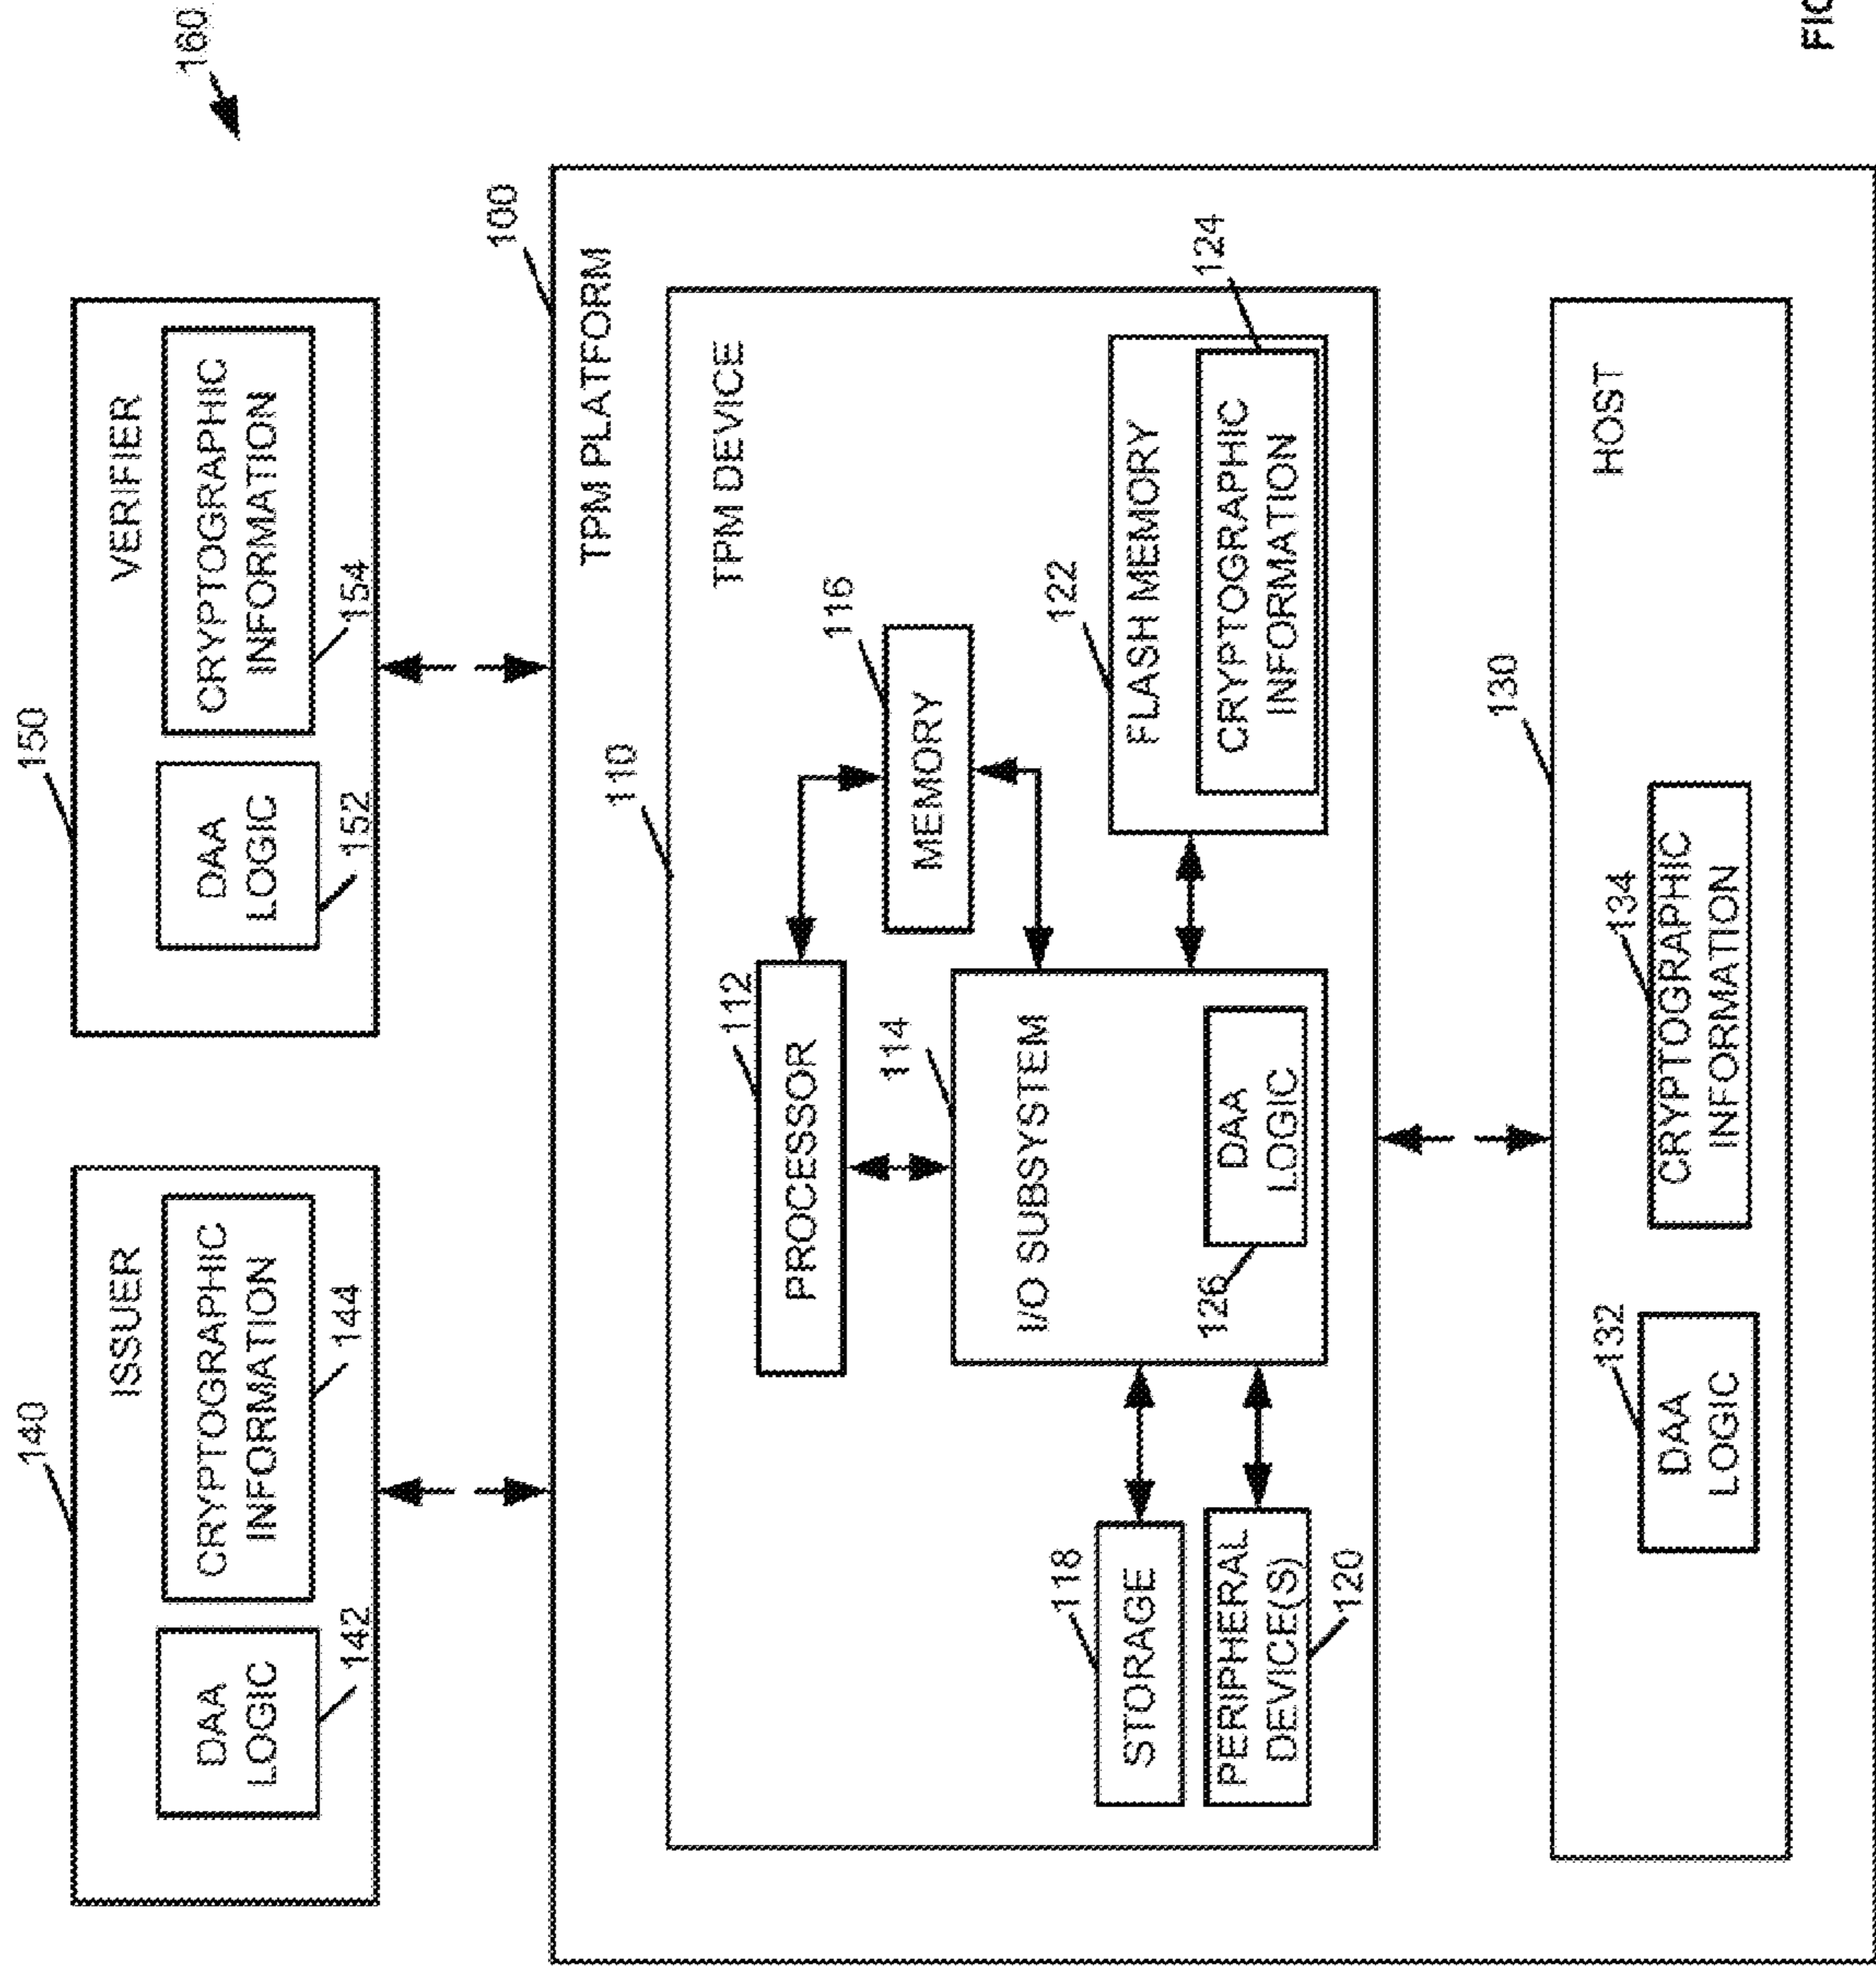 160
140
ISSUER
DAA
LOGIC
CRYPTOGRAPHIC
INFORMATION
142
144
150
VERIFIER
DAA
LOGIC
CRYPTOGRAPHIC
INFORMATION
152
154
100
TPM PLATFORM
110
TPM DEVICE
112
PROCESSOR
116
MEMORY
114
I/O SUBSYSTEM
DAA
LOGIC
126
122
FLASH MEMORY
CRYPTOGRAPHIC
INFORMATION
124
118
STORAGE
PERIPHERAL
DEVICE(S)
120
130
HOST
132
DAA
LOGIC
134
CRYPTOGRAPHIC
INFORMATION